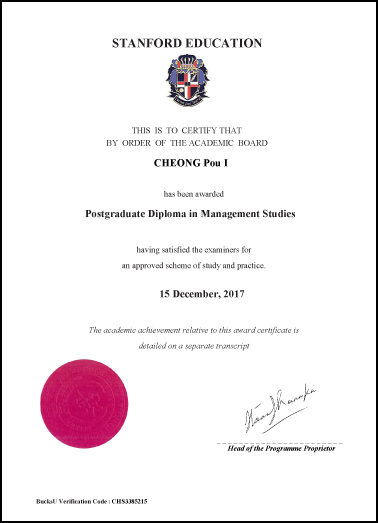 STANFORD EDUCATION
THIS IS TO CERTIFY THAT
BY ORDER OF THE ACADEMIC BOARD
CHEONG Pou I
has been awarded
Postgraduate Diploma in Management Studies
having satisfied the examiners for
an approved scheme of study and practice.
15 December, 2017
The academic achievement relative to this award certificate is
detailed on a separate transcript
Head of the Programme Proprietor
BucksU Verification Code : CHS3385215